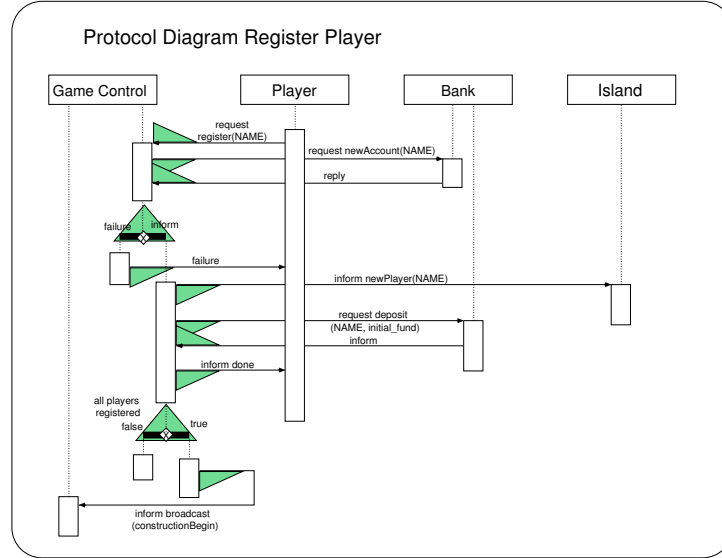 Protocol Diagram Register Player
Game Control
Player
Bank
Island
request
register(NAME)
request newAccount(NAME)
reply
failure
inform
failure
inform newPlayer(NAME)
request deposit
(NAME, initial_fund)
inform
inform done
all players
registered
false
true
inform broadcast
(constructionBegin)